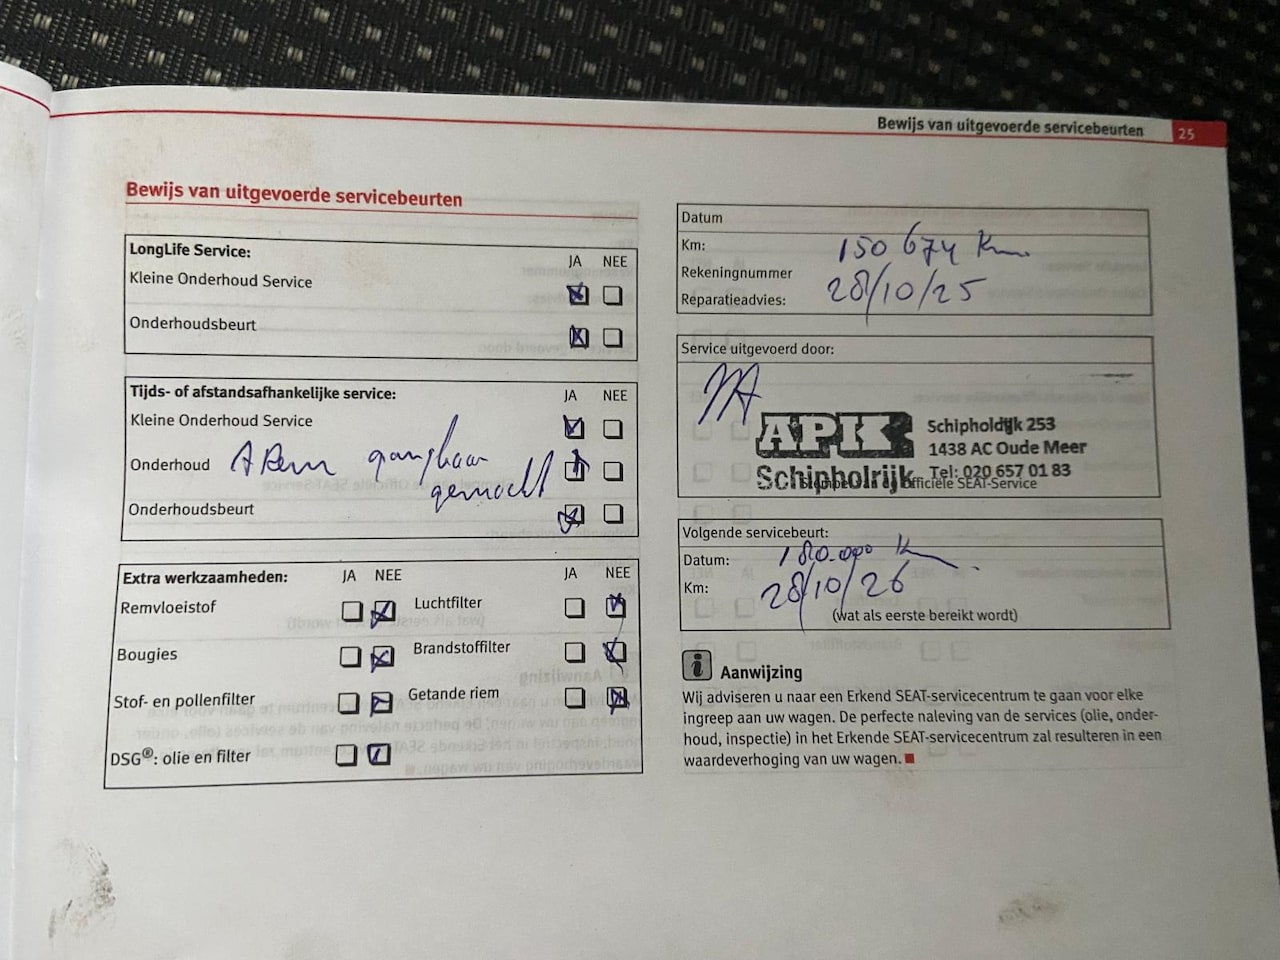 Bewijs van uitgevoerde servicebeurten 25
Bewijs van uitgevoerde servicebeurten
LongLife Service:
JA NEE
Kleine Onderhoud Service
Onderhoudsbeurt
Tijds- of afstandsafhankelijke service:
JA NEE
Kleine Onderhoud Service
Onderhoud
gangbaar
gemacht
Onderhoudsbeurt
Extra werkzaamheden: JA NEE JA NEE
Remvloeistof Luchtfilter
Bougies Brandstoffilter
Stof- en pollenfilter Getande riem
DSG®: olie en filter
Datum
Km: 150 674 Km
Rekeningnummer
28/10/25
Reparatieadvies:
Service uitgevoerd door:
APK Schipholdijk 253
1438 AC Oude Meer
Schipholrijk Tel: 020 657 01 83
Officiële SEAT-Service
Volgende servicebeurt:
Datum: 180.000 K
Km: 28/10/26
(wat als eerste bereikt wordt)
i Aanwijzing
Wij adviseren u naar een Erkend SEAT-servicecentrum te gaan voor elke
ingreep aan uw wagen. De perfecte naleving van de services (olie, onder-
houd, inspectie) in het Erkende SEAT-servicecentrum zal resulteren in een
waardeverhoging van uw wagen.